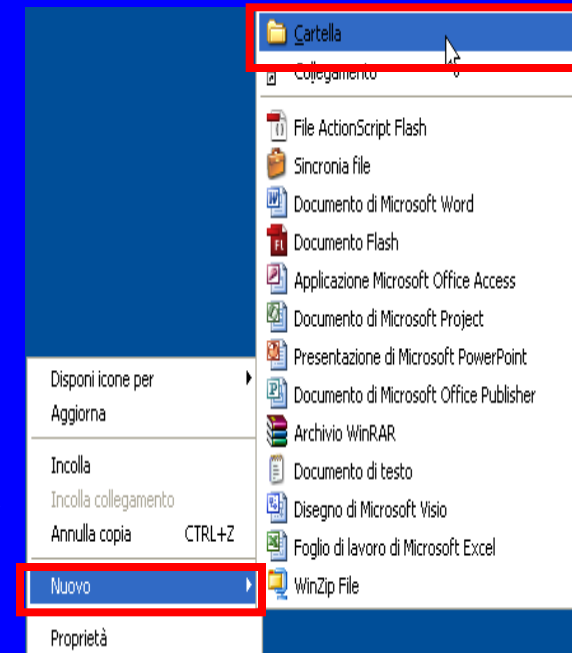 Cartella
Collegamento
File ActionScript Flash
Sincronia file
Documento di Microsoft Word
Documento Flash
Applicazione Microsoft Office Access
Documento di Microsoft Project
Presentazione di Microsoft PowerPoint
Documento di Microsoft Office Publisher
Archivio WinRAR
Documento di testo
Disegno di Microsoft Visio
Foglio di lavoro di Microsoft Excel
WinZip File
Disponi icone per
Aggiorna
Incolla
Incolla collegamento
Annulla copia CTRL+Z
Nuovo
Proprietà